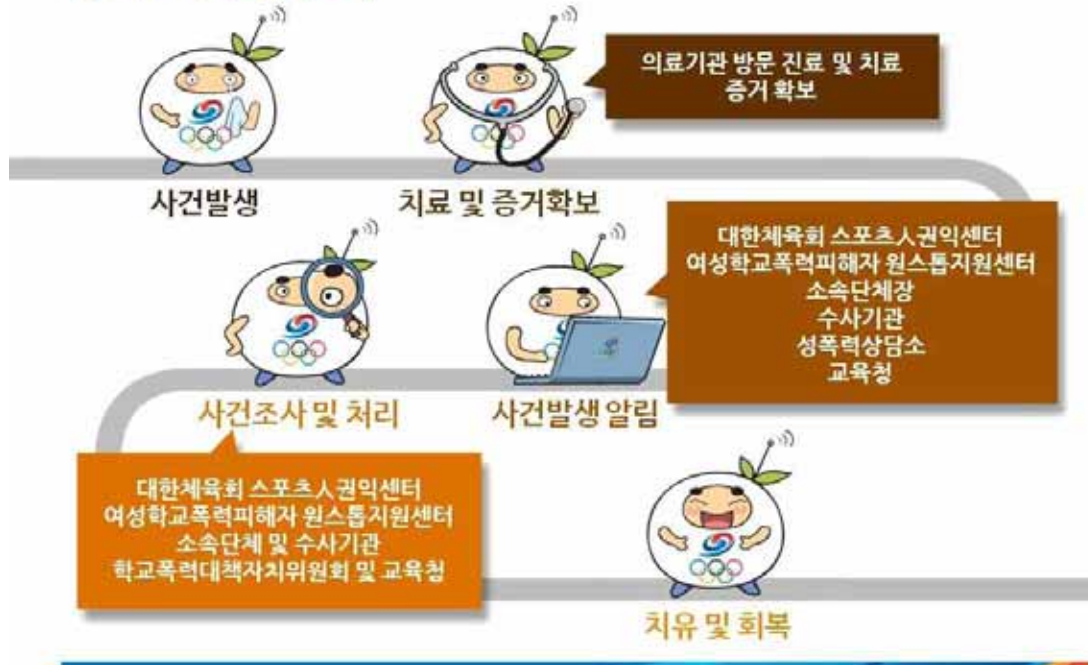 의료기관 방문 진료 및 치료
증거 확보
사건발생
치료 및 증거확보
대한체육회 스포츠人권익센터
여성학교폭력피해자 원스톱지원센터
소속단체장
수사기관
성폭력상담소
교육청
사건발생 알림
사건조사 및 처리
대한체육회 스포츠人권익센터
여성학교폭력피해자 원스톱지원센터
소속단체 및 수사기관
학교폭력대책자치위원회 및 교육청
치유 및 회복